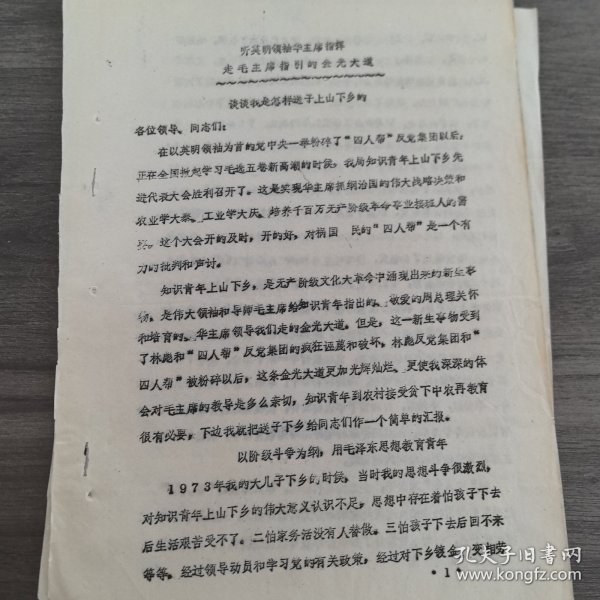 听英明领袖华主席指挥
走毛主席指引的金光大道
谈谈我是怎样送子上山下乡的
各位领导、同志们:
在以英明领袖为首的党中央一举粉碎了“四人帮”反党集团以后,
正在全国掀起学习毛选五卷新高潮的时候,我局知识青年上山下乡先
进代表大会胜利召开了。这是实现华主席抓纲治国的伟大战略决策和
农业学大寨、工业学大庆、培养千百万无产阶级革命事业接班人的需
要。这个大会开的及时,开的好,对祸国 民的“四人帮”是一个有
力的批判和声讨。
知识青年上山下乡,是无产阶级文化大革命中涌现出来的新生事
物,是伟大领袖和导师毛主席给知识青年指出的、敬爱的周总理关怀
和培育的、华主席领导我们走的金光大道。但是,这一新生事物受到
了林彪和“四人帮”反党集团的疯狂诬蔑和破坏,林彪反党集团和“
四人帮”被粉碎以后,这条金光大道更加光辉灿烂、更使我深深的体
会对毛主席的教导是多么亲切,知识青年到农村接受贫下中农再教育
很有必要,下边我就把送子下乡给同志们作一个简单的汇报。
以阶级斗争为纲,用毛泽东思想教育青年
1973年我的大儿子下乡的时候,当时我的思想斗争很激烈,
对知识青年上山下乡的伟大意义认识不足,思想中存在着怕孩子下去
后生活艰苦受不了。二怕家务活没有人替做。三怕孩子下去后回不来
等等。经过领导动员和学习党的有关政策,经过对下乡
·1·
孔夫子旧书网
www.kongfz.com